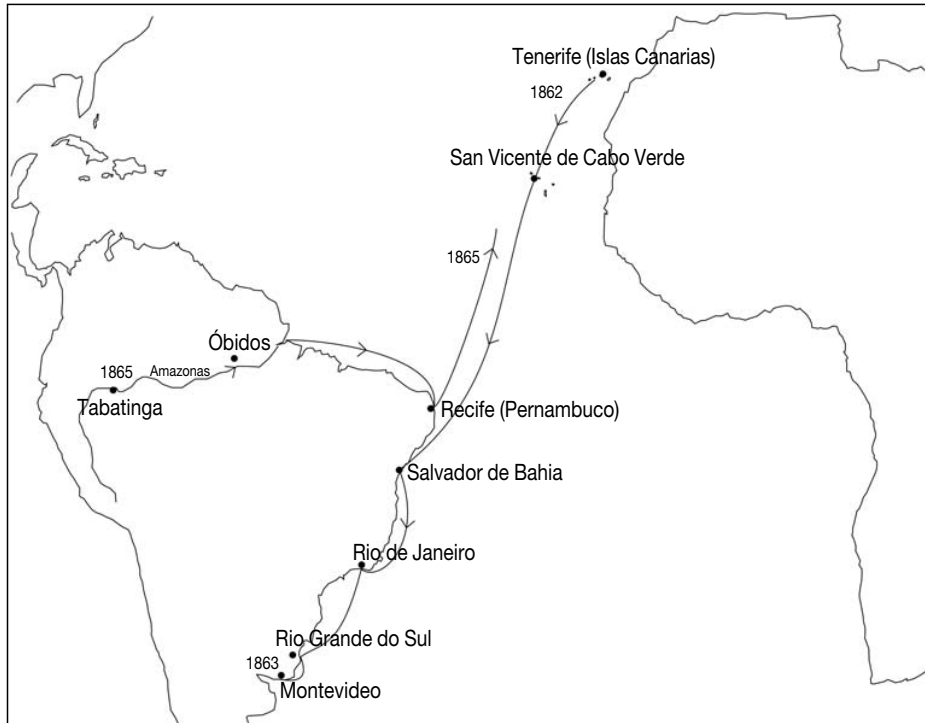 Tenerife (Islas Canarias)
1862
San Vicente de Cabo Verde
1865
Óbidos
1865
Amazonas
Tabatinga
Recife (Pernambuco)
Salvador de Bahia
Rio de Janeiro
Rio Grande do Sul
1863
Montevideo